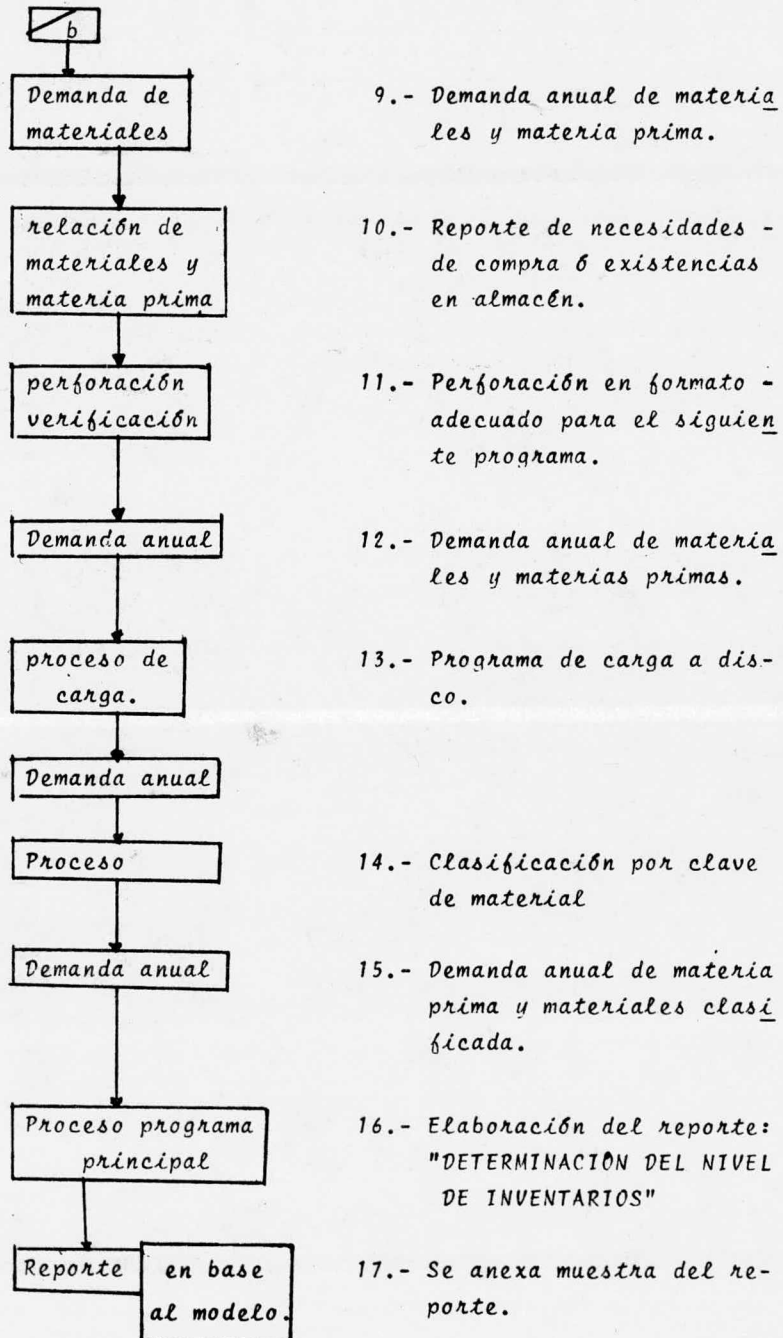 b
Demanda de
materiales
9.- Demanda anual de materia
les y materia prima.
relación de
materiales y
materia prima
10.- Reporte de necesidades -
de compra ó existencias
en almacén.
perforación
verificación
11.- Perforación en formato -
adecuado para el siguien
te programa.
Demanda anual
12.- Demanda anual de materia
les y materias primas.
proceso de
carga.
13.- Programa de carga a dis-
co.
Demanda anual
Proceso
14.- Clasificación por clave
de material
Demanda anual
15.- Demanda anual de materia
prima y materiales clasi
ficada.
Proceso programa
principal
16.- Elaboración del reporte:
"DETERMINACIÓN DEL NIVEL
DE INVENTARIOS"
Reporte
en base
al modelo.
17.- Se anexa muestra del re-
porte.